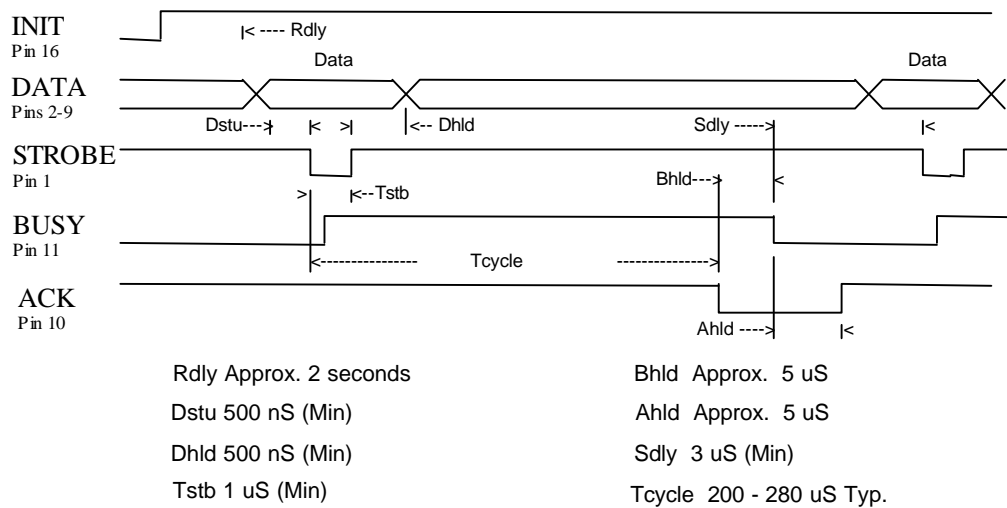 INIT
Pin 16
|< ---- Rdly
Data
Data
DATA
Pins 2-9
Dstu--->|
|<
>|
|<-- Dhld
Sdly --->|
|<
STROBE
Pin 1
>|
|<--Tstb
Bhld--->|
|<
BUSY
Pin 11
|<------------- Tcycle ------------->|
ACK
Pin 10
Ahld ---->|
|<
Rdly Approx. 2 seconds
Dstu 500 nS (Min)
Dhld 500 nS (Min)
Tstb 1 uS (Min)
Bhld Approx. 5 uS
Ahld Approx. 5 uS
Sdly 3 uS (Min)
Tcycle 200 - 280 uS Typ.